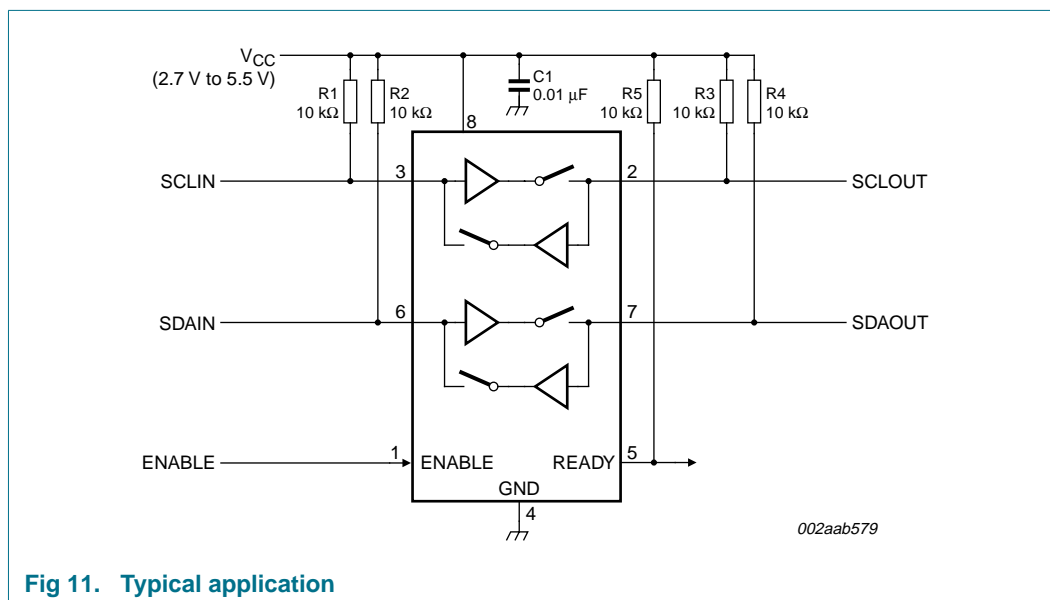 VCC
(2.7 V to 5.5 V)
R1
10 kΩ
R2
10 kΩ
C1
0.01 μF
R5
10 kΩ
R3
10 kΩ
R4
10 kΩ
8
SCLIN
3
2
SCLOUT
SDAIN
6
7
SDAOUT
ENABLE
1
ENABLE
READY
5
GND
4
002aab579
Fig 11. Typical application